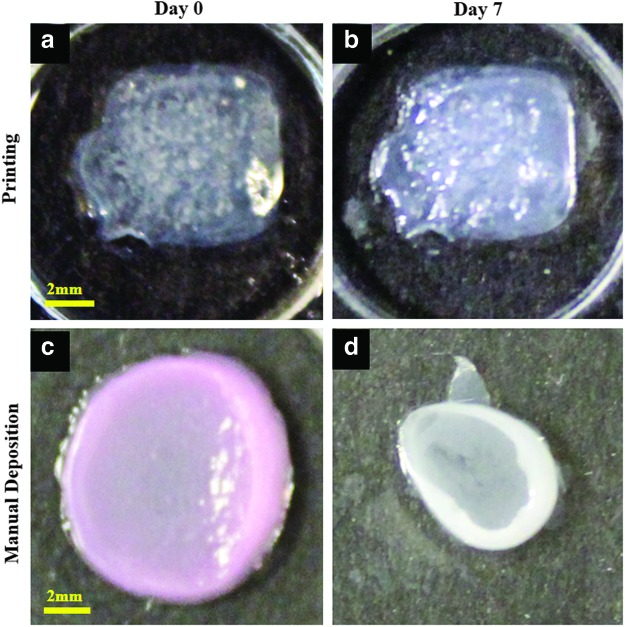 Day 0
Day 7
a
b
Printing
2mm
c
d
Manual Deposition
2mm